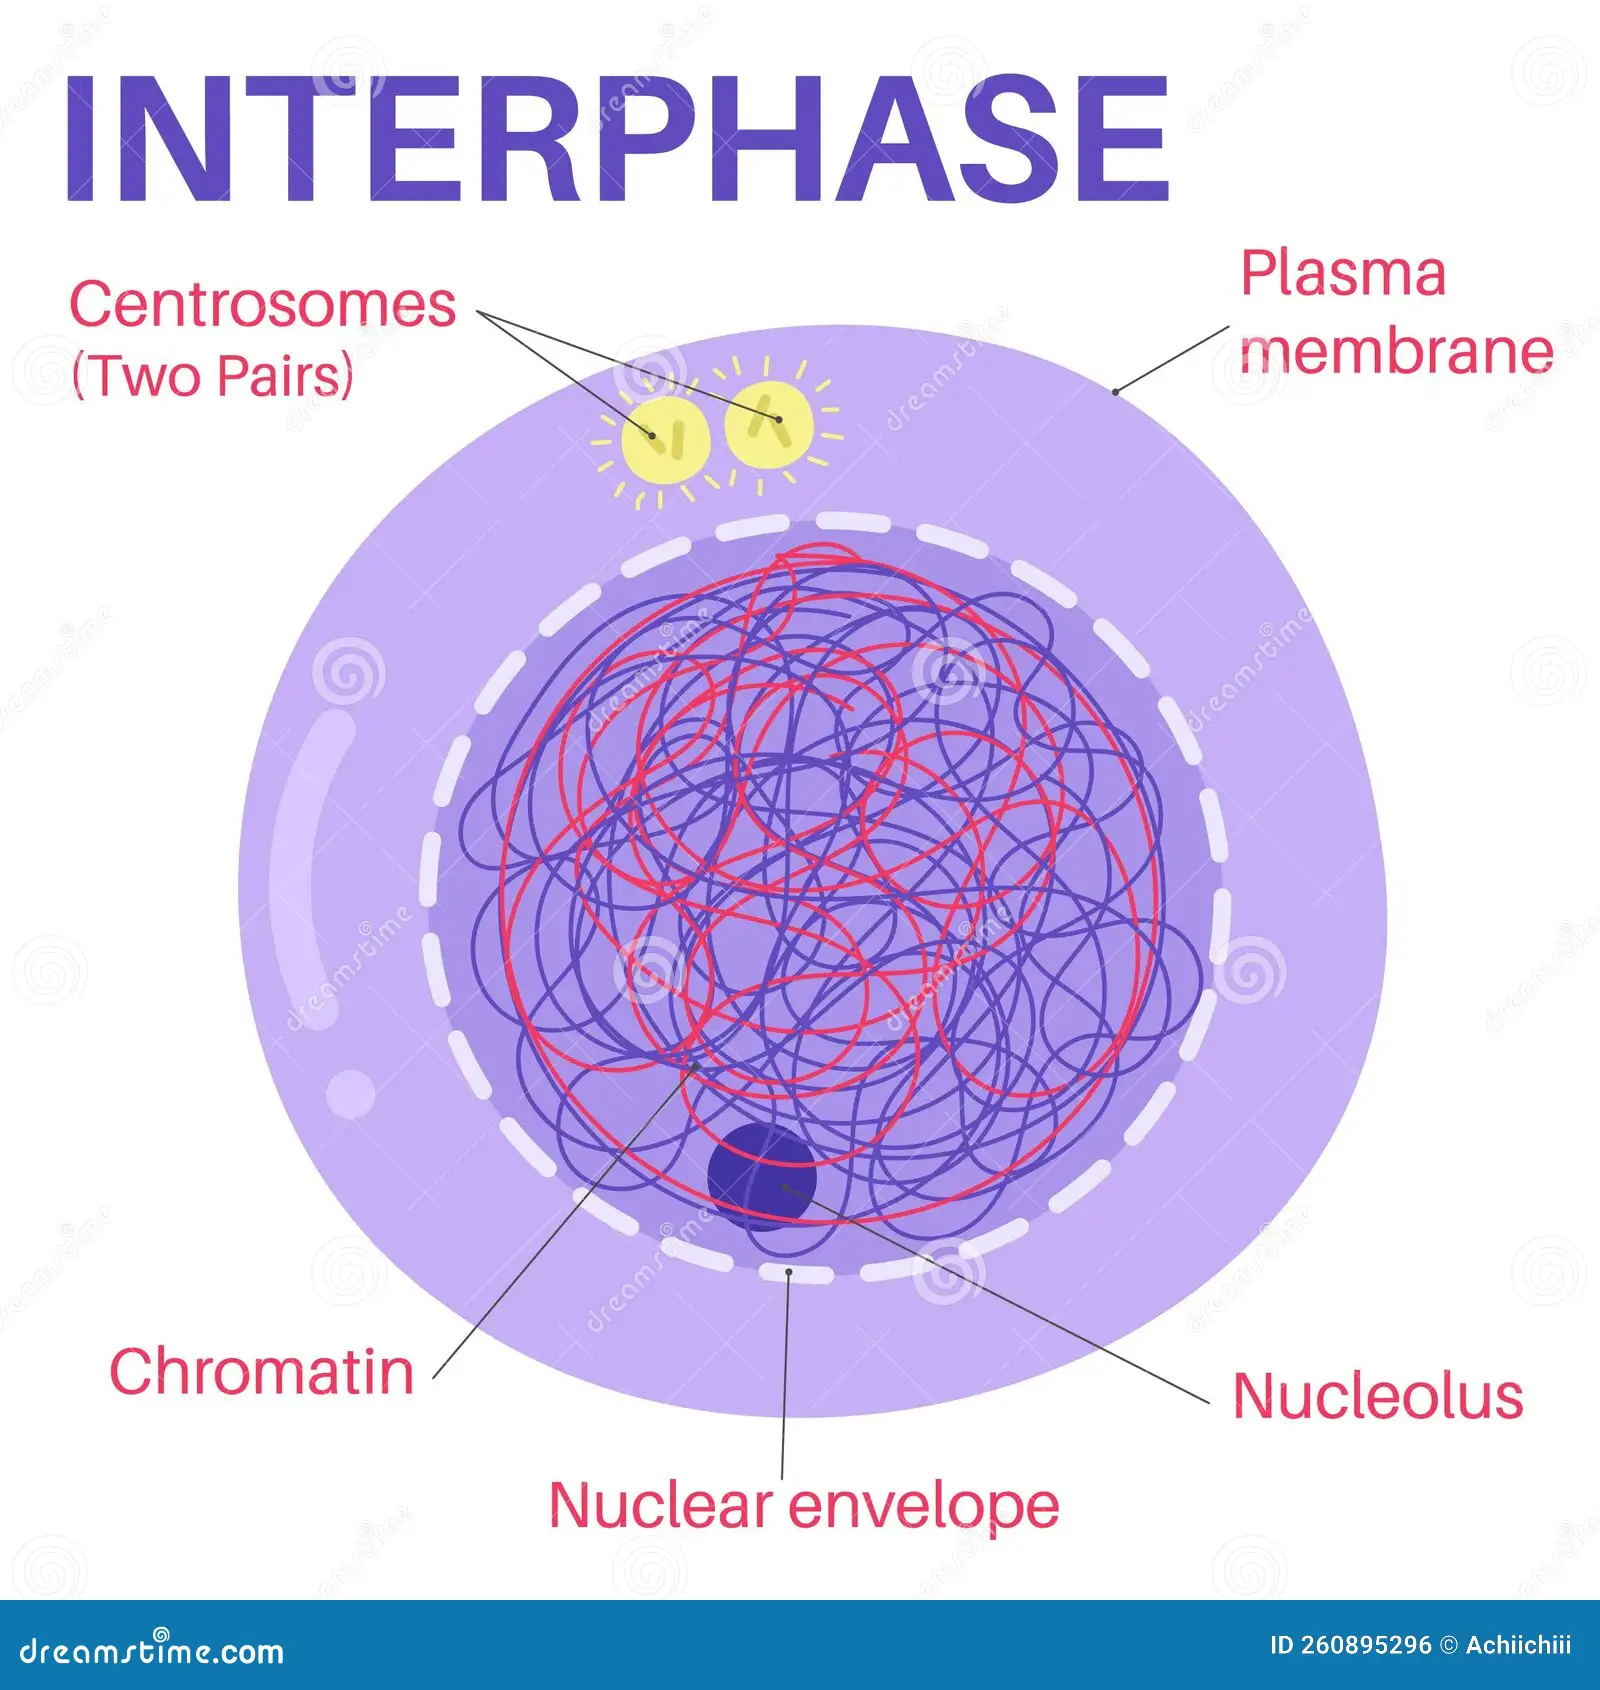 INTERPHASE
Centrosomes
(Two Pairs)
Plasma
membrane
Chromatin
Nucleolus
Nuclear envelope
dreamstime.com
ID 260895296 © Achiichiii